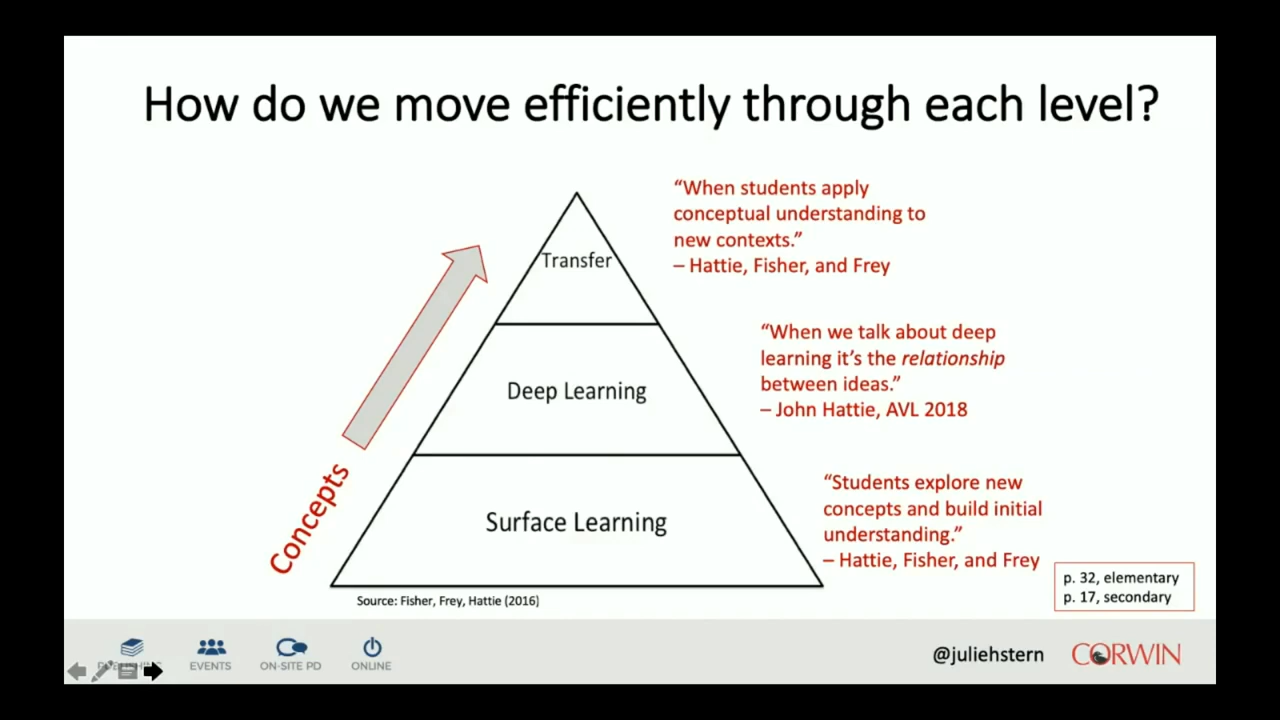 How do we move efficiently through each level?
“When students apply
conceptual understanding to
new contexts.”
– Hattie, Fisher, and Frey
Transfer
“When we talk about deep
learning it’s the relationship
between ideas.”
– John Hattie, AVL 2018
Deep Learning
Concepts
“Students explore new
concepts and build initial
understanding.”
– Hattie, Fisher, and Frey
Surface Learning
p. 32, elementary
p. 17, secondary
Source: Fisher, Frey, Hattie (2016)
EVENTS
ON-SITE PD
ONLINE
@juliehstern
CORWIN